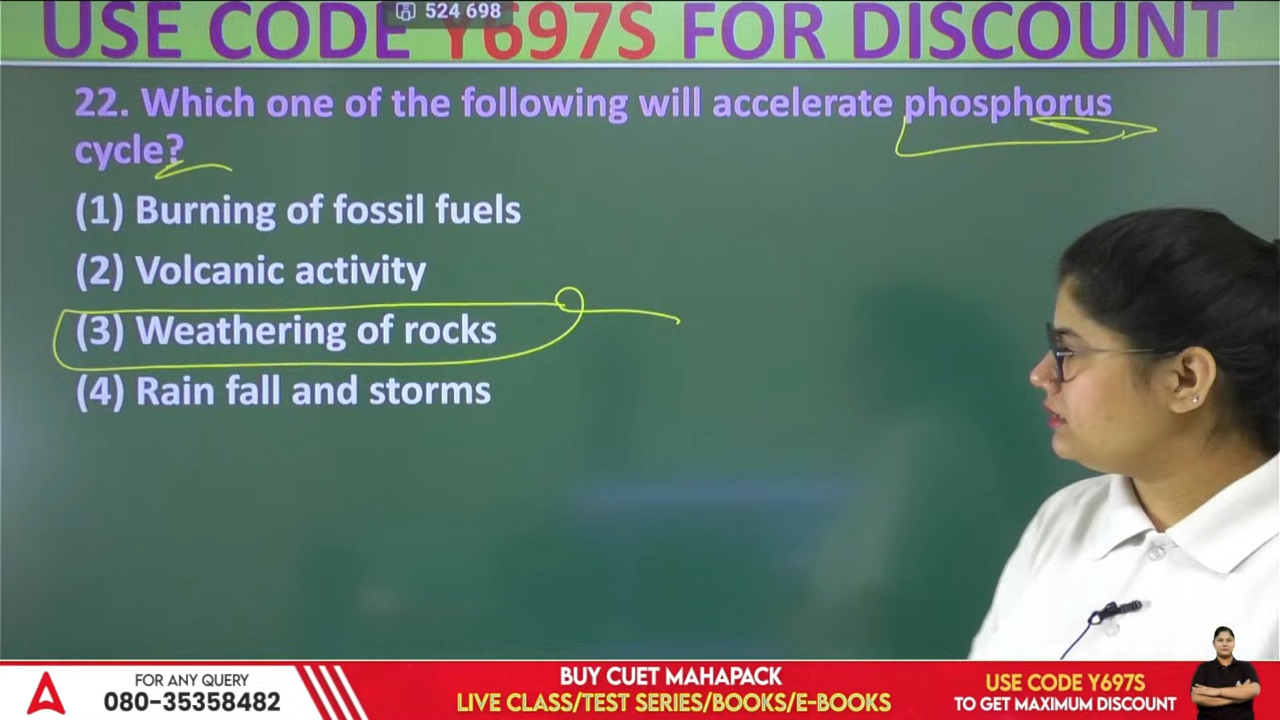 USE CODE Y697S FOR DISCOUNT
524 698
22. Which one of the following will accelerate phosphorus
cycle?
(1) Burning of fossil fuels
(2) Volcanic activity
(3) Weathering of rocks
(4) Rain fall and storms
FOR ANY QUERY
080-35358482
BUY CUET MAHAPACK
LIVE CLASS/TEST SERIES/BOOKS/E-BOOKS
USE CODE Y697S
TO GET MAXIMUM DISCOUNT